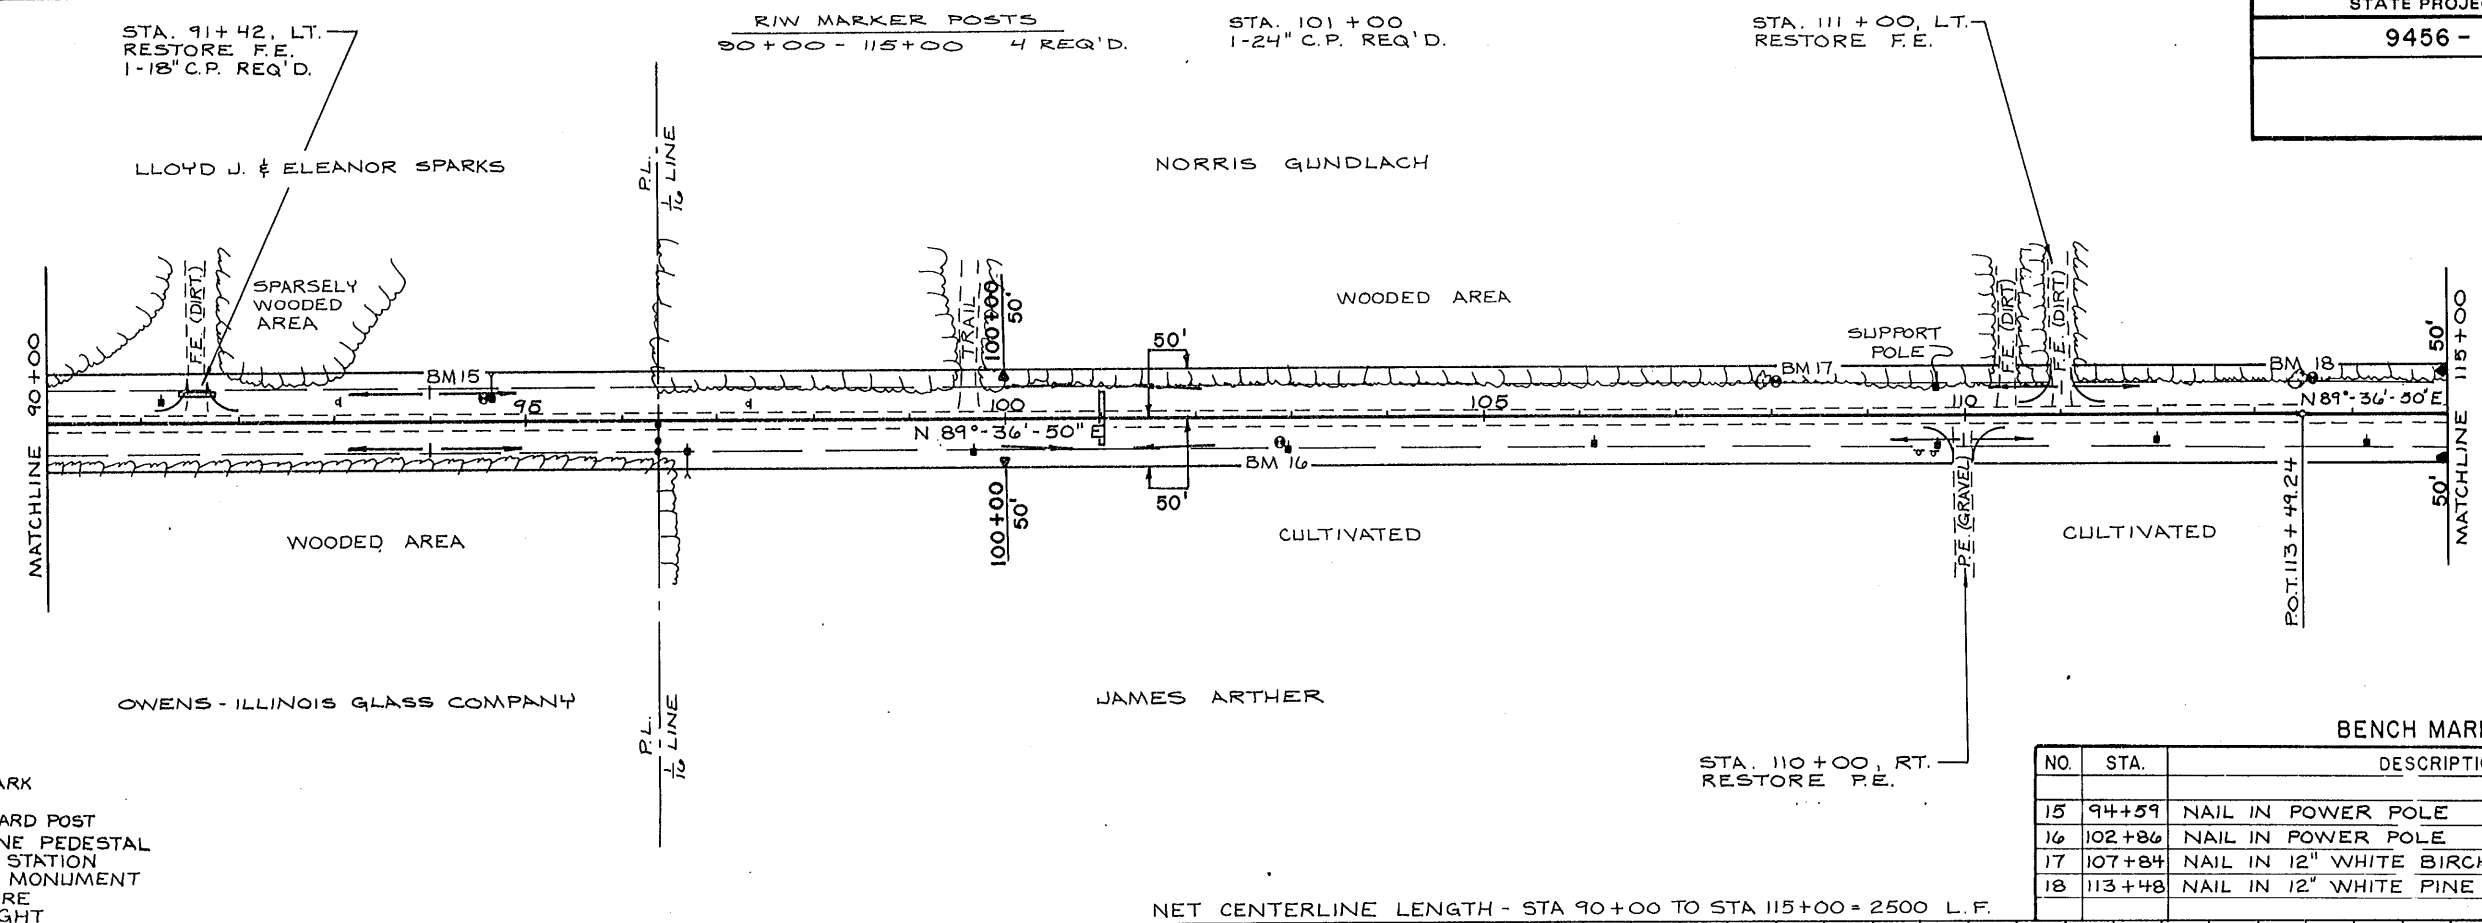 STATE PROJE
9456 -
STA. 91+42, LT.
RESTORE F.E.
1-18" C.P. REQ'D.
R/W MARKER POSTS
90+00 - 115+00 4 REQ'D.
STA. 101+00
1-24" C.P. REQ'D.
STA. 111+00, LT.
RESTORE F.E.
LLOYD J. & ELEANOR SPARKS
P.L.
1/16 LINE
NORRIS GUNDLACH
F.E. (DIRT)
SPARSELY
WOODED
AREA
TRAIL
100+00
50'
WOODED AREA
50'
SUPPORT
POLE
F.E. (DIRT)
F.E. (DIRT)
50'
MATCHLINE 90+00
MATCHLINE 115+00
BM 15
BM 17
BM 18
95
100
105
110
N 89°-36'-50" E
N 89°-36'-50" E
BM 16
100+00
50'
50'
50'
WOODED AREA
CULTIVATED
P.E. (GRAVEL)
CULTIVATED
P.O.T. 113+49.24
OWENS - ILLINOIS GLASS COMPANY
P.L.
1/16 LINE
JAMES ARTHER
STA. 110+00, RT.
RESTORE P.E.
ARK
ARD POST
NE PEDESTAL
STATION
MONUMENT
RE
GHT
BENCH MAR
NO. STA. DESCRIPTI
15 94+59 NAIL IN POWER POLE
16 102+86 NAIL IN POWER POLE
17 107+84 NAIL IN 12" WHITE BIRCH
18 113+48 NAIL IN 12" WHITE PINE
NET CENTERLINE LENGTH - STA 90+00 TO STA 115+00 = 2500 L.F.